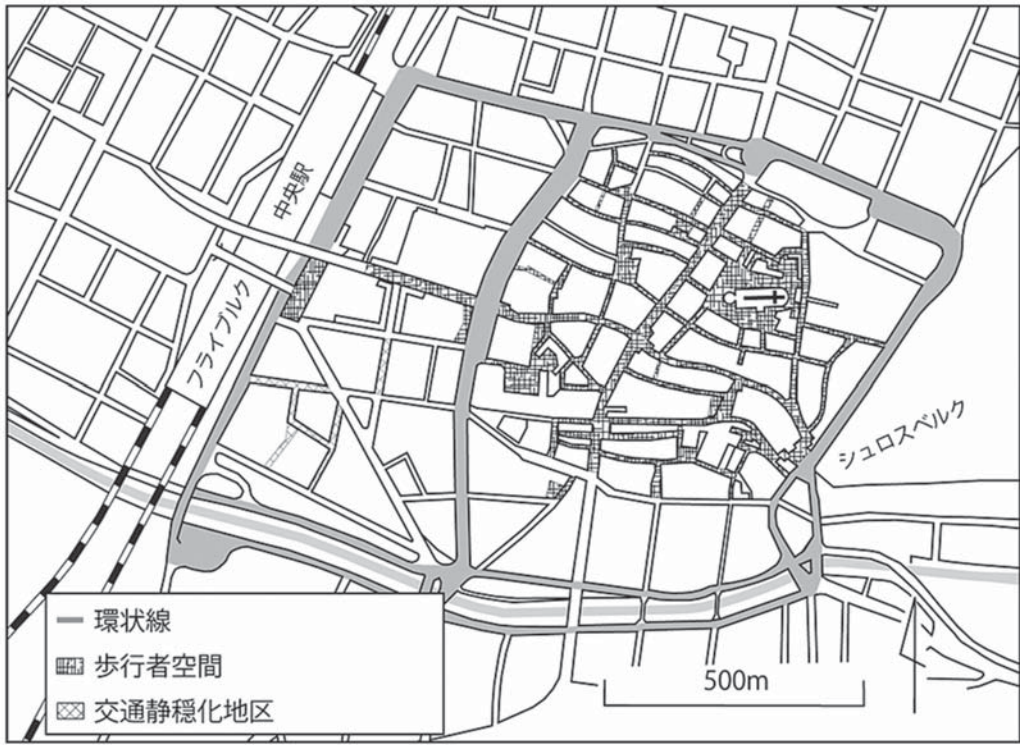 中央駅
フライブルク
シュロスベルク
環状線
歩行者空間
交通静穏化地区
500m